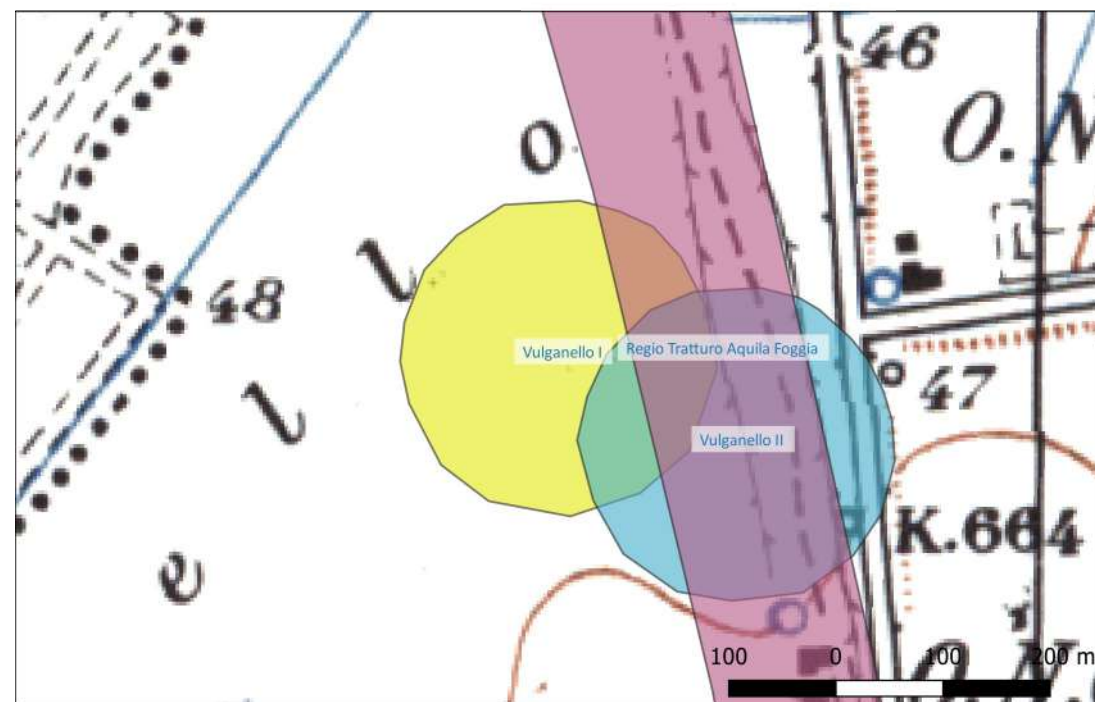 46
O. N
o
l
48
Vulganello I
Regio Tratturo Aquila Foggia
47
l
Vulganello II
K.664
e
O.N.
100 0 100 200 m